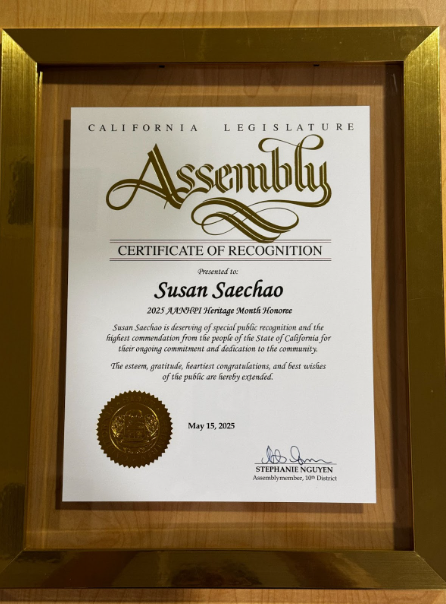 CALIFORNIA LEGISLATURE
Assembly
CERTIFICATE OF RECOGNITION
Presented to:
Susan Saechao
2025 AANHPI Heritage Month Honoree
Susan Saechao is deserving of special public recognition and the
highest commendation from the people of the State of California for
their ongoing commitment and dedication to the community.
The esteem, gratitude, heartiest congratulations, and best wishes
of the public are hereby extended.
May 15, 2025
STEPHANIE NGUYEN
Assemblymember, 10th District